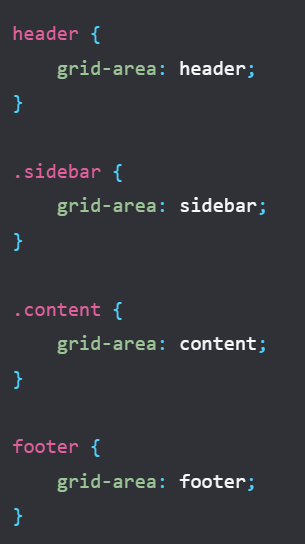 header {
    grid-area: header;
}

.sidebar {
    grid-area: sidebar;
}

.content {
    grid-area: content;
}

footer {
    grid-area: footer;
}